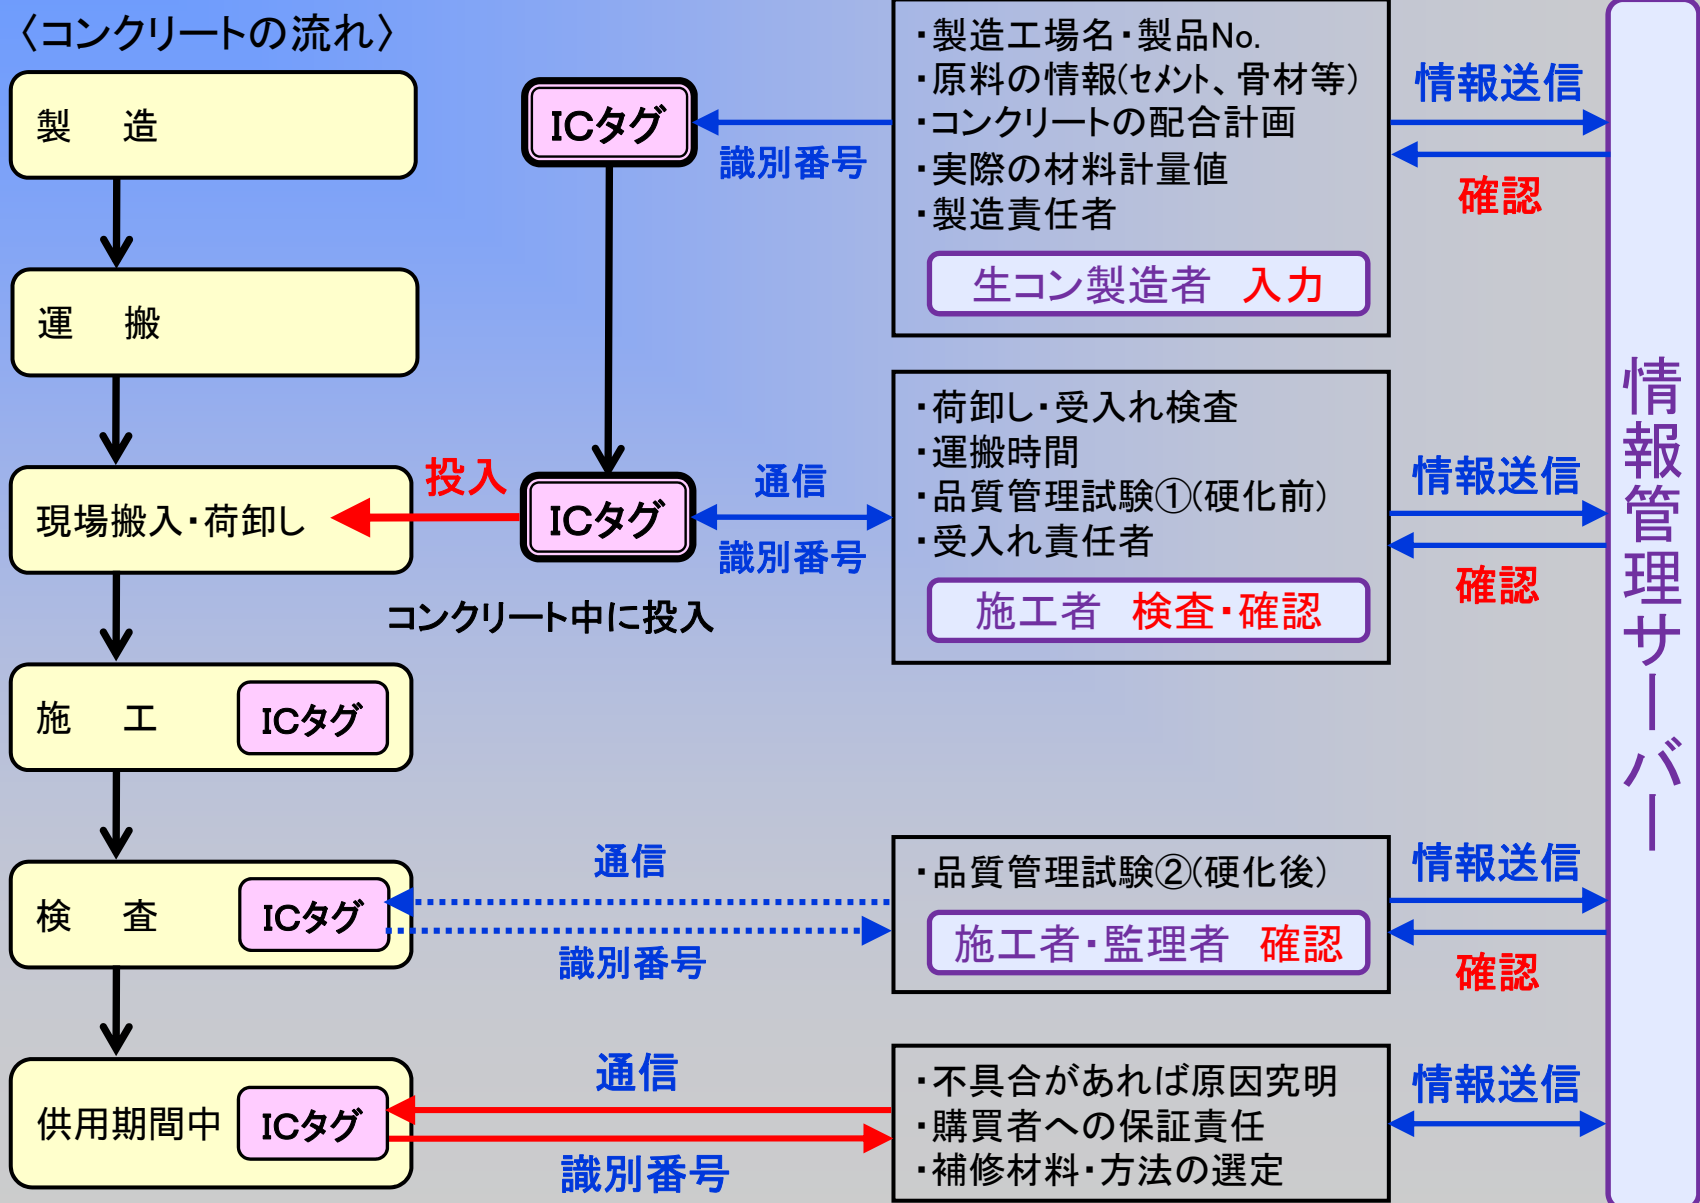 〈コンクリートの流れ〉
製　造
ICタグ
識別番号
・製造工場名・製品No.
・原料の情報(セメント、骨材等)
・コンクリートの配合計画
・実際の材料計量値
・製造責任者
生コン製造者　入力
情報送信
確認
運　搬
現場搬入・荷卸し
投入
ICタグ
通信
識別番号
コンクリート中に投入
・荷卸し・受入れ検査
・運搬時間
・品質管理試験①(硬化前)
・受入れ責任者
施工者　検査・確認
情報送信
確認
施　工
ICタグ
検　査
ICタグ
通信
識別番号
・品質管理試験②(硬化後)
施工者・監理者　確認
情報送信
確認
供用期間中
ICタグ
通信
識別番号
・不具合があれば原因究明
・購買者への保証責任
・補修材料・方法の選定
情報送信
情報管理サーバー